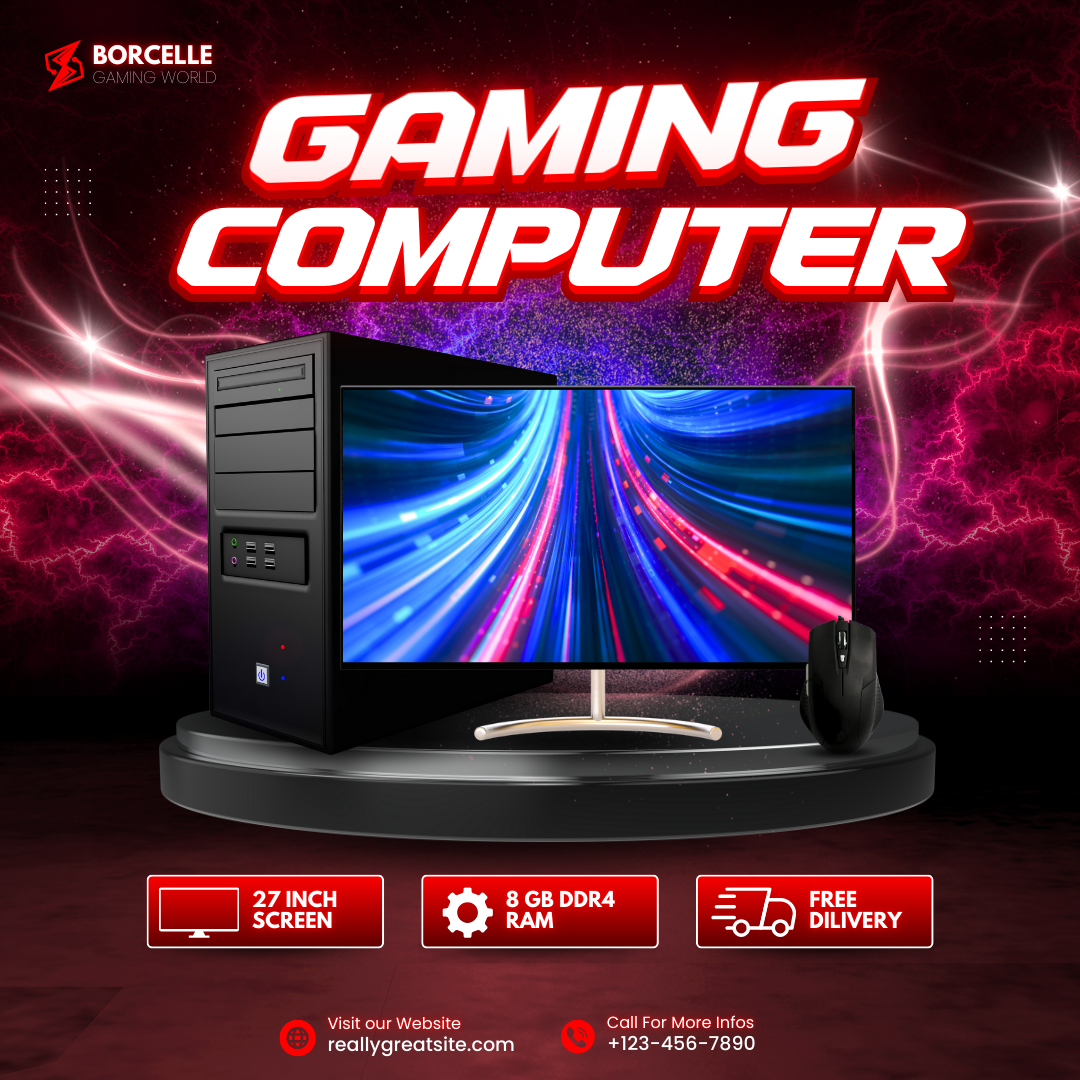 BORCELLE
GAMING WORLD
GAMING
COMPUTER
27 INCH
SCREEN
8 GB DDR4
RAM
FREE
DILIVERY
Visit our Website
reallygreatsite.com
Call For More Infos
+123-456-7890